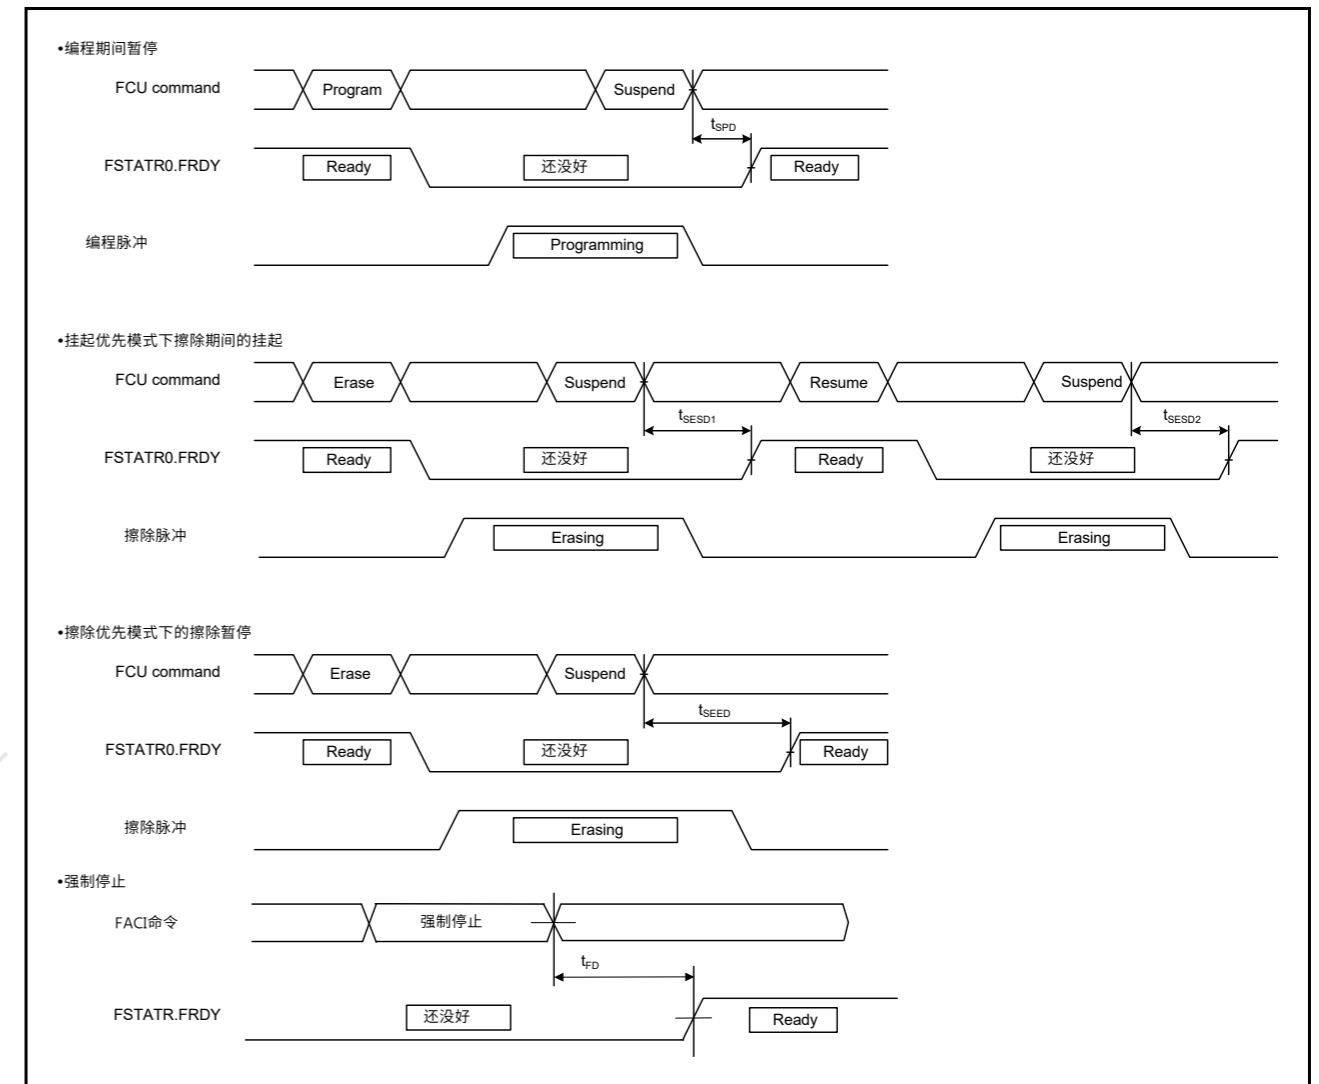 •编程期间暂停
FCU command Program Suspend
tSPD
FSTATR0.FRDY Ready 还没好 Ready
编程脉冲 Programming
•挂起优先模式下擦除期间的挂起
FCU command Erase Suspend Resume Suspend
tSESD1 tSESD2
FSTATR0.FRDY Ready 还没好 Ready 还没好
擦除脉冲 Erasing Erasing
•擦除优先模式下的擦除暂停
FCU command Erase Suspend
tSEED
FSTATR0.FRDY Ready 还没好 Ready
擦除脉冲 Erasing
•强制停止
FACI命令 强制停止
tFD
FSTATR.FRDY 还没好 Ready